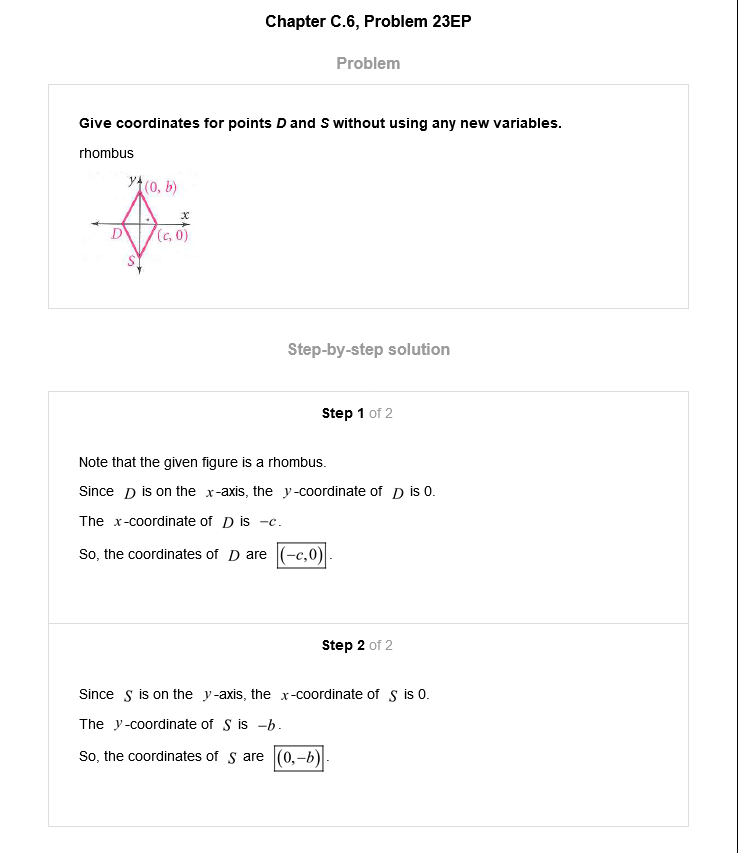 Chapter C.6, Problem 23EP
Problem
Give coordinates for points D and S without using any new variables.
rhombus
y
(0, b)
x
D
(c, 0)
S
Step-by-step solution
Step 1 of 2
Note that the given figure is a rhombus.
Since D is on the x-axis, the y-coordinate of D is 0.
The x-coordinate of D is −c.
So, the coordinates of D are (−c,0).
Step 2 of 2
Since S is on the y-axis, the x-coordinate of S is 0.
The y-coordinate of S is −b.
So, the coordinates of S are (0,−b).